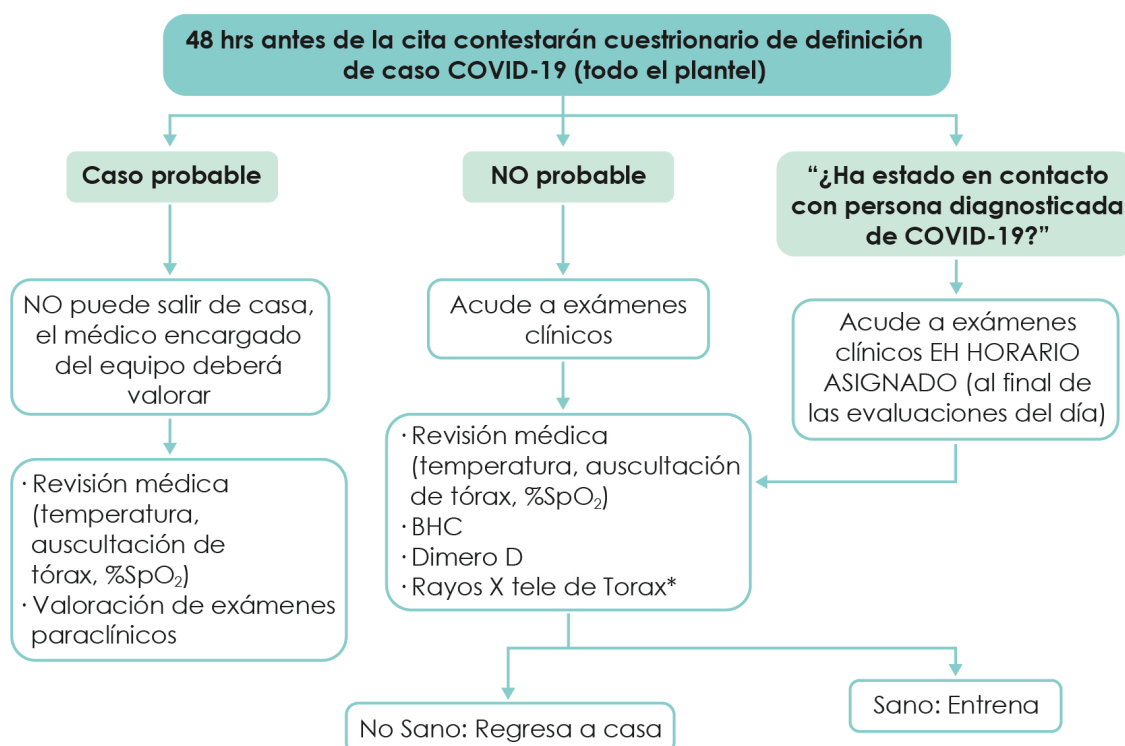 48 hrs antes de la cita contestarán cuestrionario de definición
de caso COVID-19 (todo el plantel)
Caso probable
NO puede salir de casa,
el médico encargado
del equipo deberá
valorar
· Revisión médica
(temperatura,
auscultación de
tórax, %SpO₂)
· Valoración de exámenes
paraclínicos
NO probable
Acude a exámenes
clínicos
· Revisión médica
(temperatura, auscultación
de tórax, %SpO₂)
· BHC
· Dimero D
· Rayos X tele de Torax*
“¿Ha estado en contacto
con persona diagnosticada
de COVID-19?”
Acude a exámenes
clínicos EH HORARIO
ASIGNADO (al final de
las evaluaciones del día)
No Sano: Regresa a casa
Sano: Entrena